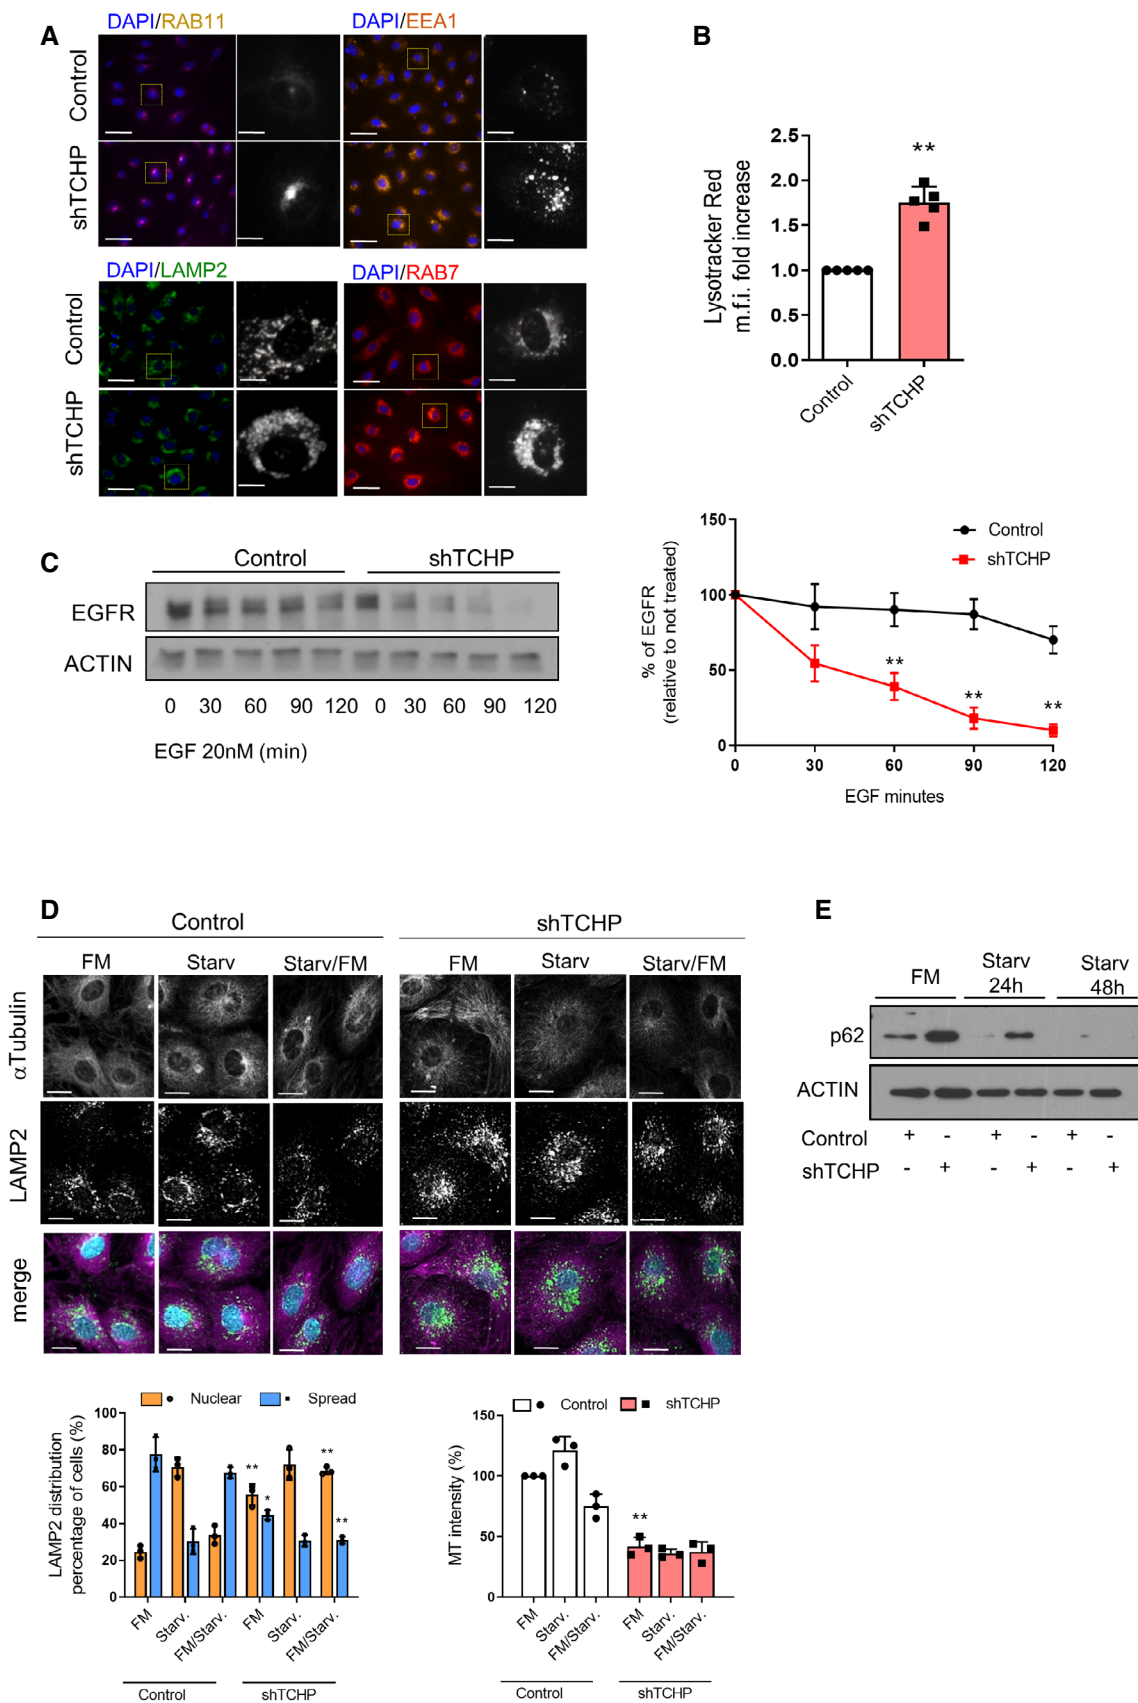 A
DAPI/RAB11
DAPI/EEA1
Control
shTCHP
DAPI/LAMP2
DAPI/RAB7
Control
shTCHP
B
Lysotracker Red
m.f.i. fold increase
2.5
2.0
1.5
1.0
0.5
0.0
**
Control
shTCHP
C
Control
shTCHP
EGFR
ACTIN
0 30 60 90 120 0 30 60 90 120
EGF 20nM (min)
% of EGFR
(relative to not treated)
150
100
50
0
Control
shTCHP
**
**
**
0 30 60 90 120
EGF minutes
D
Control
shTCHP
FM Starv Starv/FM FM Starv Starv/FM
αTubulin
LAMP2
merge
Nuclear
Spread
LAMP2 distribution
percentage of cells (%)
100
80
60
40
20
0
**
*
**
**
FM
Starv.
FM/Starv.
FM
Starv.
FM/Starv.
Control
shTCHP
Control
shTCHP
MT intensity (%)
150
100
50
0
**
FM
Starv.
FM/Starv.
FM
Starv.
FM/Starv.
Control
shTCHP
E
FM
Starv
24h
Starv
48h
p62
ACTIN
Control + - + - + -
shTCHP - + - + - +